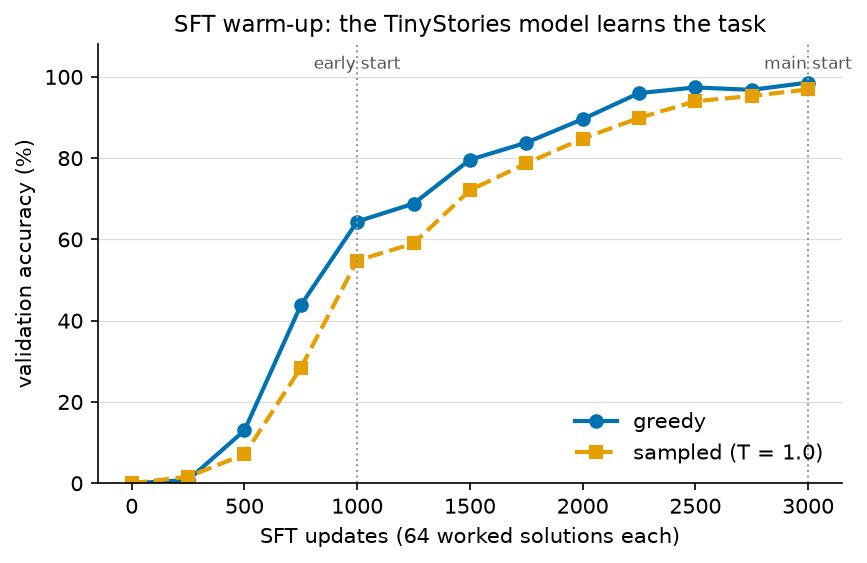 SFT warm-up: the TinyStories model learns the task
early start
main start
validation accuracy (%)
100
80
60
40
20
0
greedy
sampled (T = 1.0)
0 500 1000 1500 2000 2500 3000
SFT updates (64 worked solutions each)